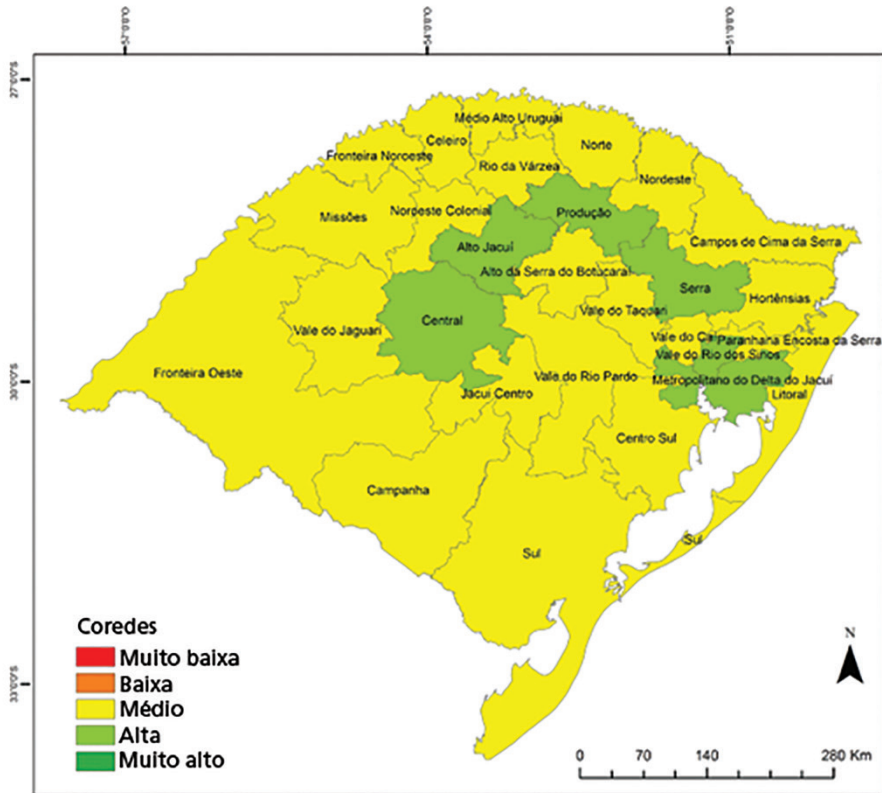 57°0'0"O
54°0'0"O
51°0'0"O
27°0'0"S
Médio Alto Uruguai
Celeiro
Norte
Fronteira Noroeste
Rio da Várzea
Nordeste
Noroeste Colonial
Produção
Missões
Campos de Cima da Serra
Alto Jacuí
Alto da Serra do Botucaraí
Serra
Hortênsias
Vale do Taquari
Central
Vale do Jaguari
Vale do Caí
Paranhana Encosta da Serra
Vale do Rio dos Sinos
Fronteira Oeste
30°0'0"S
Vale do Rio Pardo
Metropolitano do Delta do Jacuí
Jacuí Centro
Litoral
Centro Sul
Campanha
Sul
Sul
Coredes
Muito baixa
Baixa
Médio
Alta
Muito alto
N
33°0'0"S
0 70 140 280 Km